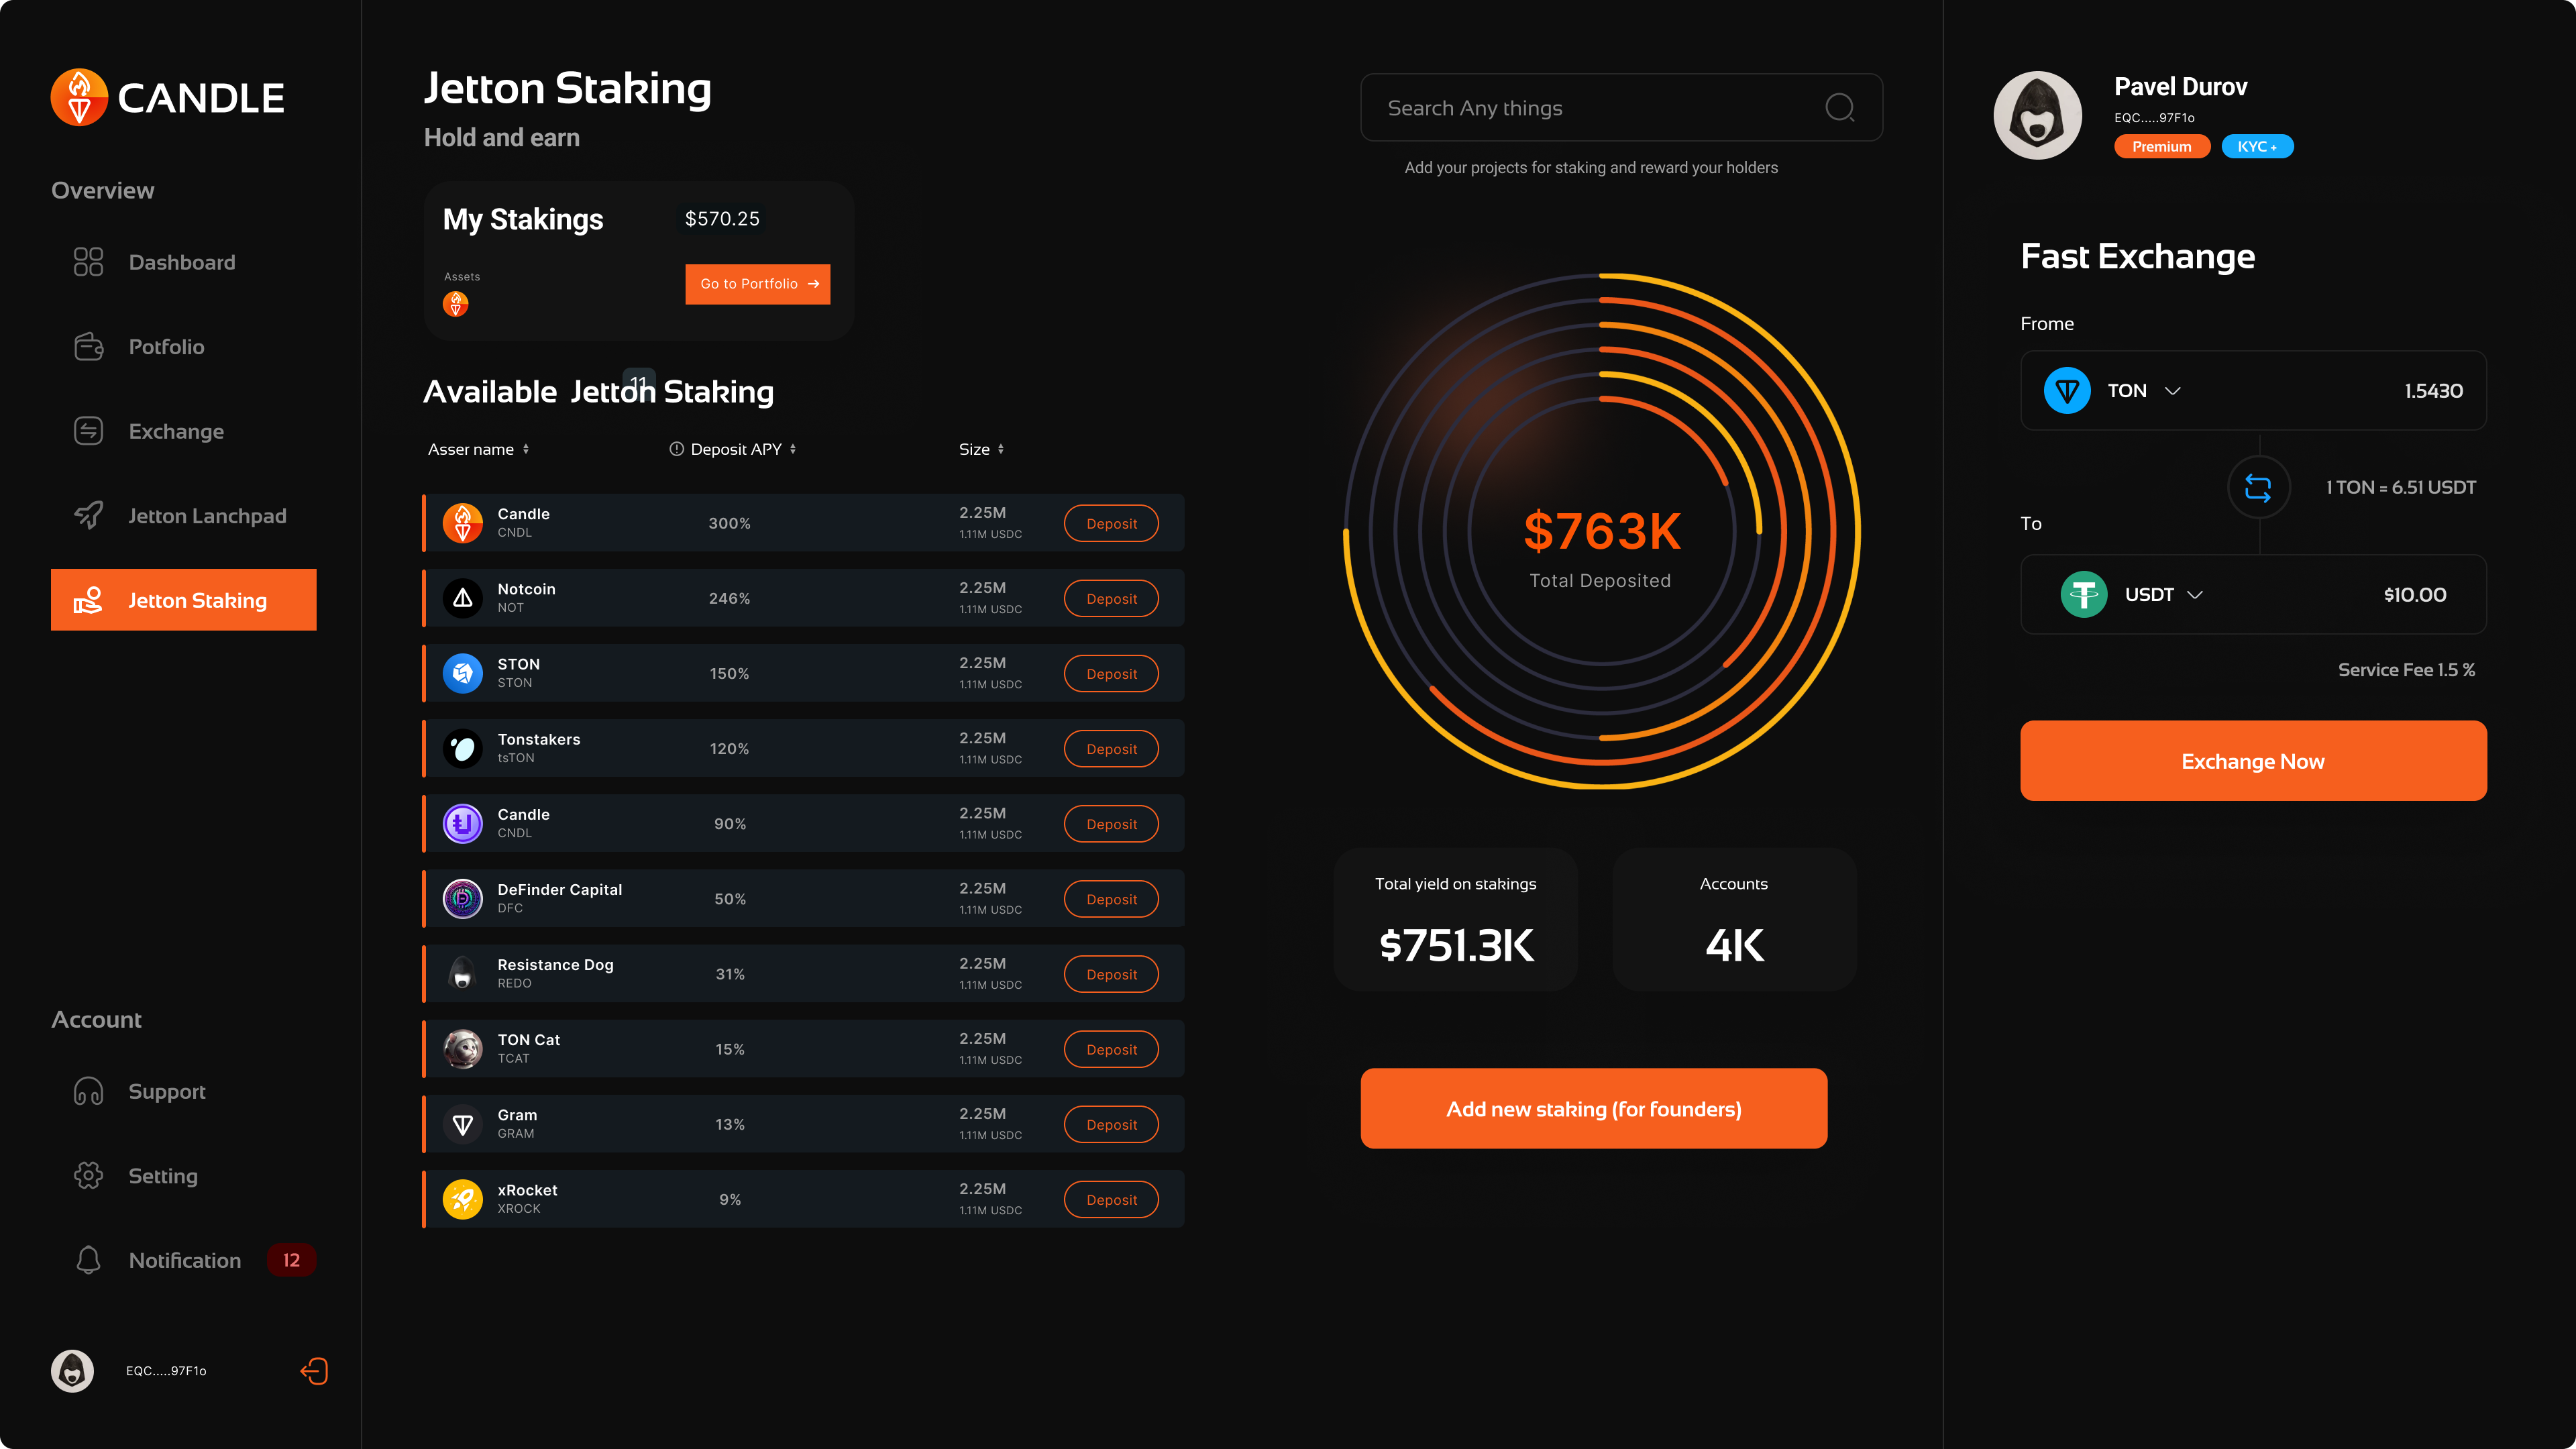 CANDLE
Overview
Dashboard
Potfolio
Exchange
Jetton Lanchpad
Jetton Staking
Account
Support
Setting
Notification 12
EQC.....97F1o
Jetton Staking
Hold and earn
My Stakings $570.25
Assets
Go to Portfolio →
Available Jetton Staking 11
Asser name Deposit APY Size
Candle
CNDL
300%
2.25M
1.11M USDC
Deposit
Notcoin
NOT
246%
2.25M
1.11M USDC
Deposit
STON
STON
150%
2.25M
1.11M USDC
Deposit
Tonstakers
tsTON
120%
2.25M
1.11M USDC
Deposit
Candle
CNDL
90%
2.25M
1.11M USDC
Deposit
DeFinder Capital
DFC
50%
2.25M
1.11M USDC
Deposit
Resistance Dog
REDO
31%
2.25M
1.11M USDC
Deposit
TON Cat
TCAT
15%
2.25M
1.11M USDC
Deposit
Gram
GRAM
13%
2.25M
1.11M USDC
Deposit
xRocket
XROCK
9%
2.25M
1.11M USDC
Deposit
Search Any things
Add your projects for staking and reward your holders
$763K
Total Deposited
Total yield on stakings
$751.3K
Accounts
4K
Add new staking (for founders)
Pavel Durov
EQC.....97F1o
Premium KYC +
Fast Exchange
Frome
TON 1.5430
1 TON = 6.51 USDT
To
USDT $10.00
Service Fee 1.5 %
Exchange Now